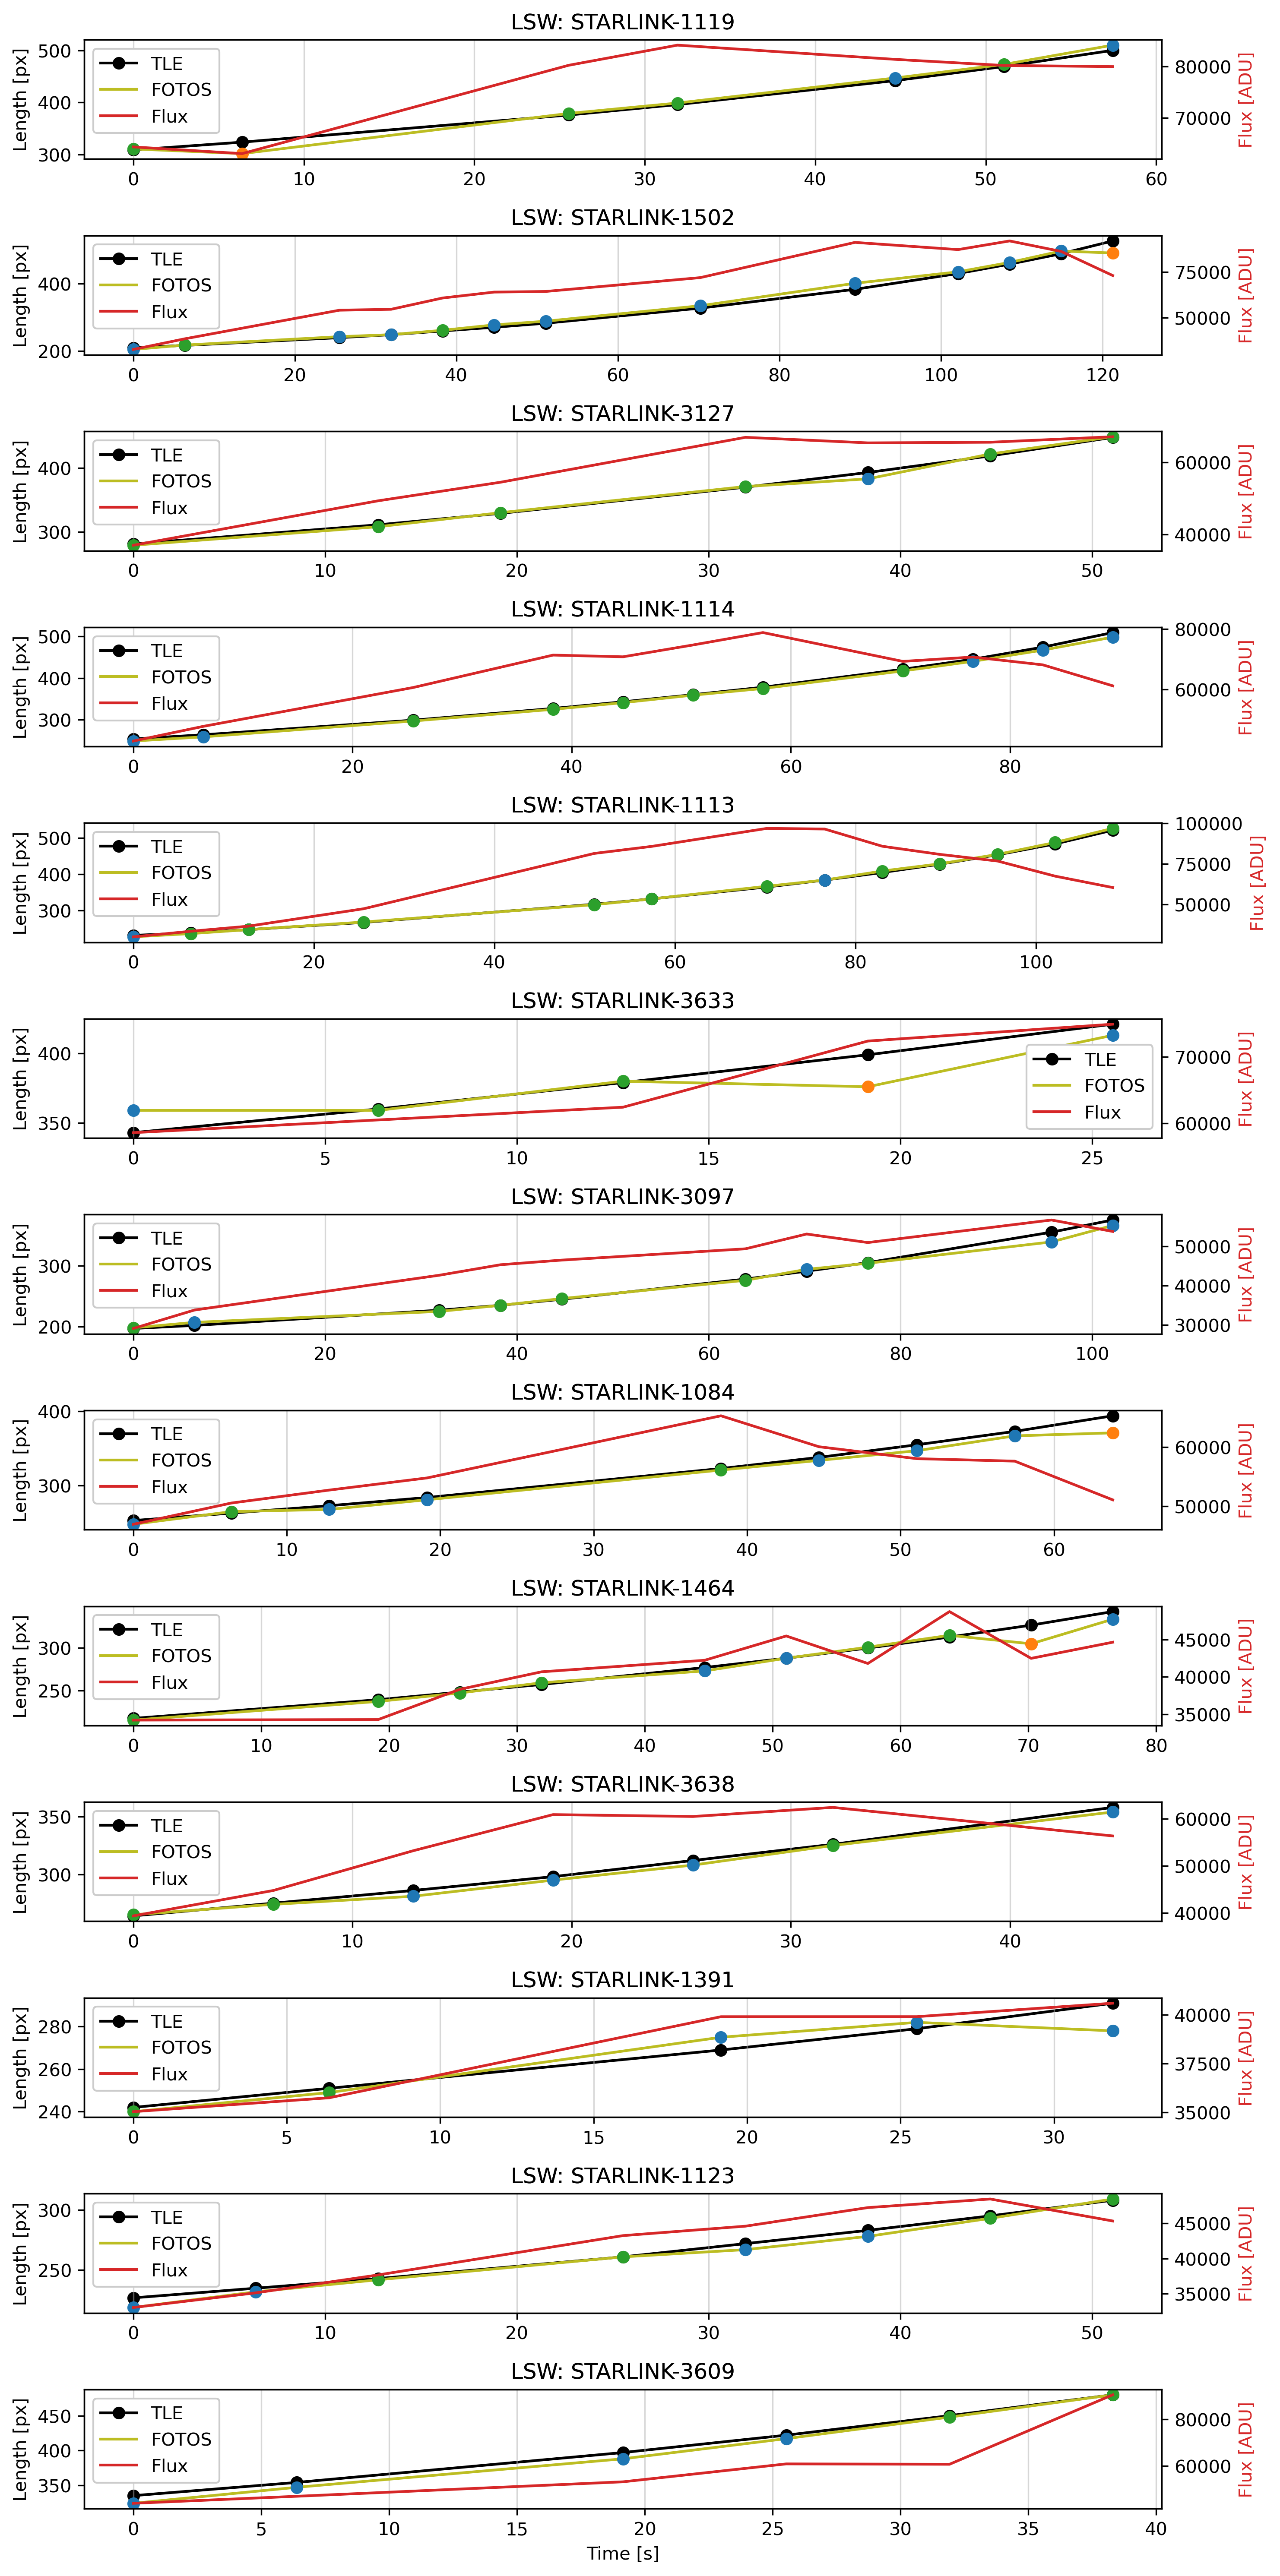 LSW: STARLINK-1119
500
400
300
Length [px]
TLE
FOTOS
Flux
80000
70000
Flux [ADU]
0 10 20 30 40 50 60
LSW: STARLINK-1502
400
200
Length [px]
TLE
FOTOS
Flux
75000
50000
Flux [ADU]
0 20 40 60 80 100 120
LSW: STARLINK-3127
400
300
Length [px]
TLE
FOTOS
Flux
60000
40000
Flux [ADU]
0 10 20 30 40 50
LSW: STARLINK-1114
500
400
300
Length [px]
TLE
FOTOS
Flux
80000
60000
Flux [ADU]
0 20 40 60 80
LSW: STARLINK-1113
500
400
300
Length [px]
TLE
FOTOS
Flux
100000
75000
50000
Flux [ADU]
0 20 40 60 80 100
LSW: STARLINK-3633
400
350
Length [px]
TLE
FOTOS
Flux
70000
60000
Flux [ADU]
0 5 10 15 20 25
LSW: STARLINK-3097
300
200
Length [px]
TLE
FOTOS
Flux
50000
40000
30000
Flux [ADU]
0 20 40 60 80 100
LSW: STARLINK-1084
400
300
Length [px]
TLE
FOTOS
Flux
60000
50000
Flux [ADU]
0 10 20 30 40 50 60
LSW: STARLINK-1464
300
250
Length [px]
TLE
FOTOS
Flux
45000
40000
35000
Flux [ADU]
0 10 20 30 40 50 60 70 80
LSW: STARLINK-3638
350
300
Length [px]
TLE
FOTOS
Flux
60000
50000
40000
Flux [ADU]
0 10 20 30 40
LSW: STARLINK-1391
280
260
240
Length [px]
TLE
FOTOS
Flux
40000
37500
35000
Flux [ADU]
0 5 10 15 20 25 30
LSW: STARLINK-1123
300
250
Length [px]
TLE
FOTOS
Flux
45000
40000
35000
Flux [ADU]
0 10 20 30 40 50
LSW: STARLINK-3609
450
400
350
Length [px]
TLE
FOTOS
Flux
80000
60000
Flux [ADU]
0 5 10 15 20 25 30 35 40
Time [s]